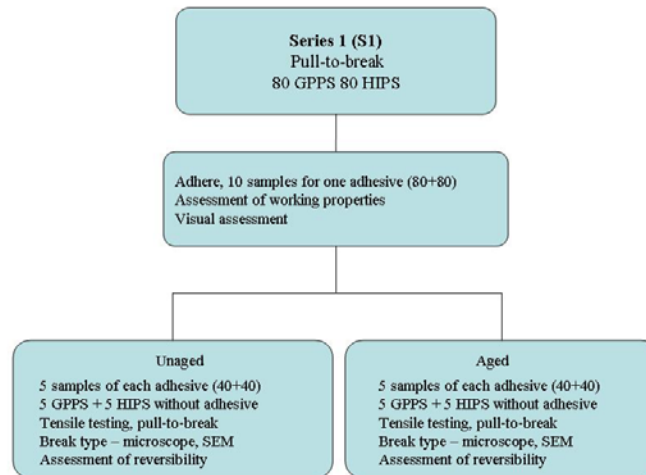 Series 1 (S1)
Pull-to-break
80 GPPS 80 HIPS
Adhere, 10 samples for one adhesive (80+80)
Assessment of working properties
Visual assessment
Unaged
5 samples of each adhesive (40+40)
5 GPPS + 5 HIPS without adhesive
Tensile testing, pull-to-break
Break type – microscope, SEM
Assessment of reversibility
Aged
5 samples of each adhesive (40+40)
5 GPPS + 5 HIPS without adhesive
Tensile testing, pull-to-break
Break type – microscope, SEM
Assessment of reversibility